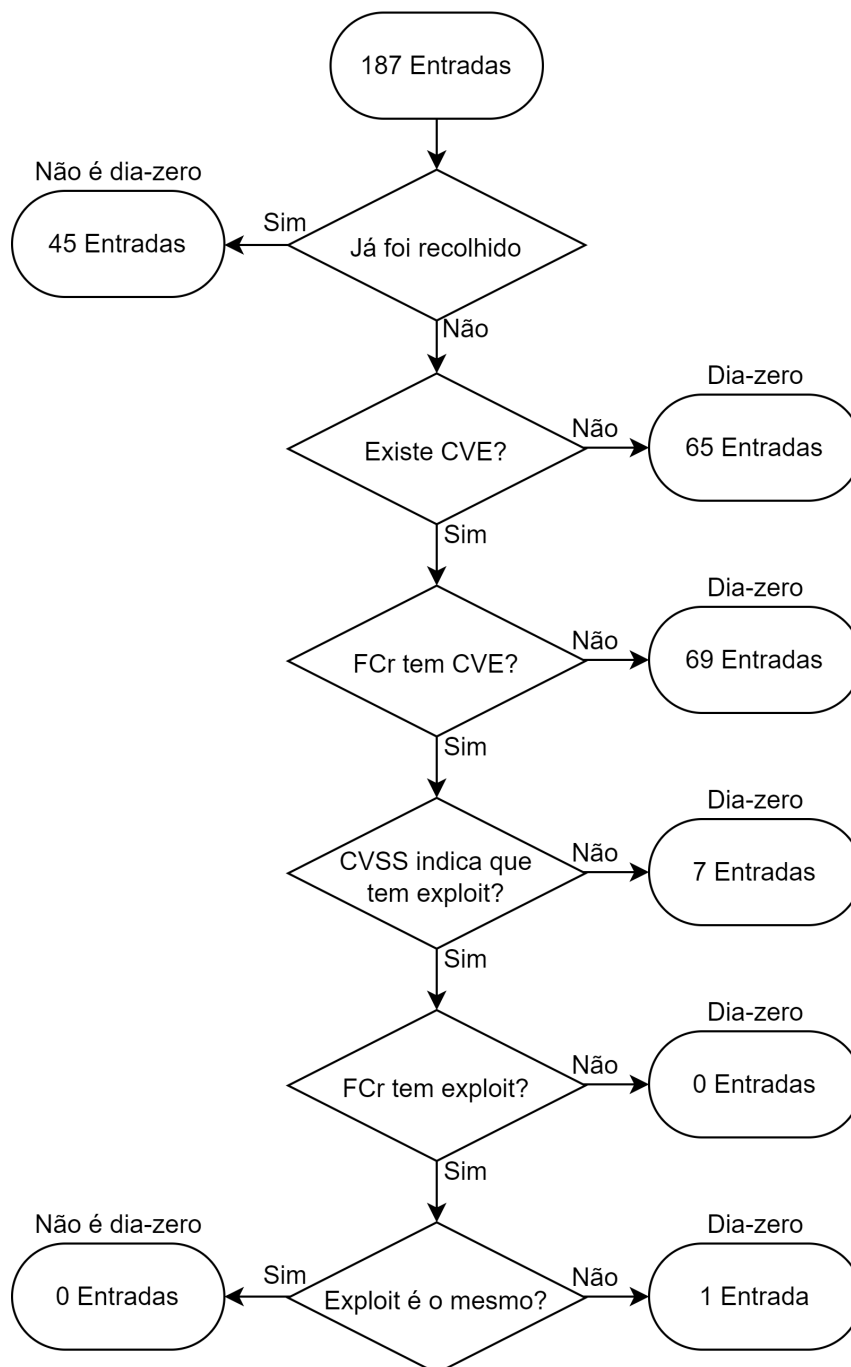 187 Entradas
Não é dia-zero
45 Entradas
Sim
Já foi recolhido
Não
Existe CVE?
Não
Dia-zero
65 Entradas
Sim
FCr tem CVE?
Não
Dia-zero
69 Entradas
Sim
CVSS indica que
tem exploit?
Não
Dia-zero
7 Entradas
Sim
FCr tem exploit?
Não
Dia-zero
0 Entradas
Sim
Não é dia-zero
0 Entradas
Sim
Exploit é o mesmo?
Não
Dia-zero
1 Entrada